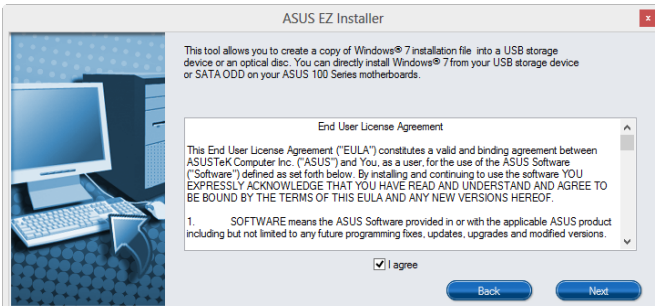 ASUS EZ Installer
x
This tool allows you to create a copy of Windows® 7 installation file into a USB storage
device or an optical disc. You can directly install Windows® 7 from your USB storage device
or SATA ODD on your ASUS 100 Series motherboards.
End User License Agreement
This End User License Agreement ("EULA") constitutes a valid and binding agreement between
ASUSTeK Computer Inc. ("ASUS") and You, as a user, for the use of the ASUS Software
("Software") defined as set forth below. By installing and continuing to use the software YOU
EXPRESSLY ACKNOWLEDGE THAT YOU HAVE READ AND UNDERSTAND AND AGREE TO
BE BOUND BY THE TERMS OF THIS EULA AND ANY NEW VERSIONS HEREOF.
1. SOFTWARE means the ASUS Software provided in or with the applicable ASUS product
including but not limited to any future programming fixes, updates, upgrades and modified versions.
I agree
Back Next